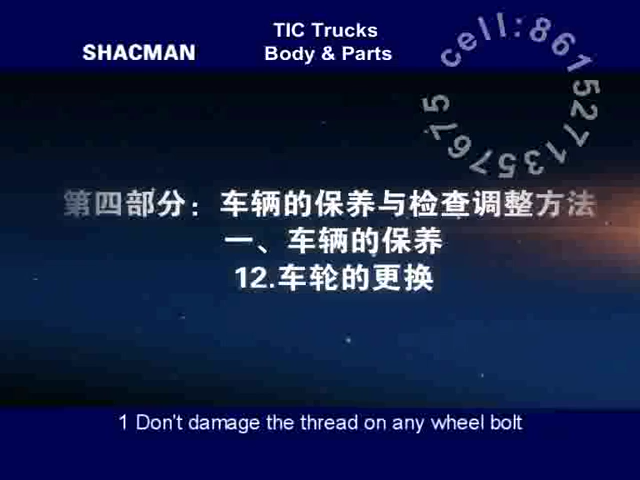 TIC Trucks
SHACMAN
Body & Parts
cell:8615271357675
第四部分：车辆的保养与检查调整方法
一、车辆的保养
12.车轮的更换
1 Don't damage the thread on any wheel bolt